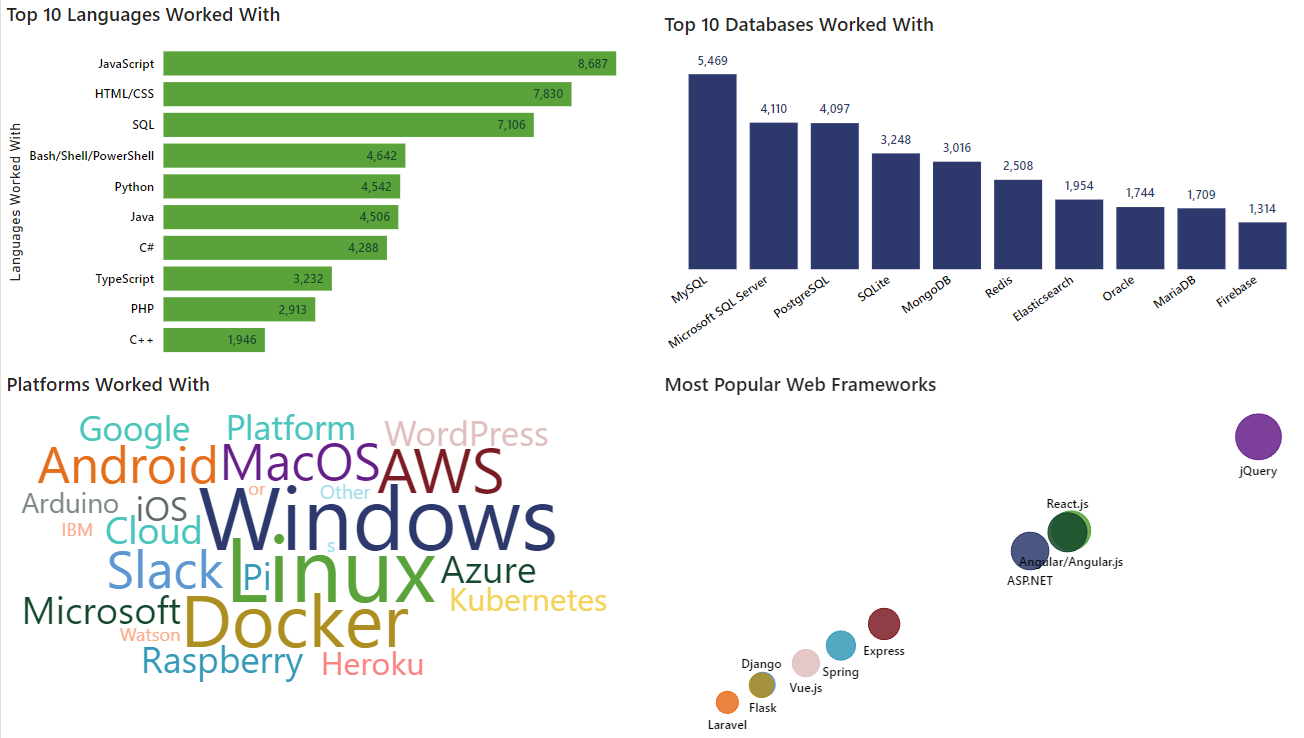 Top 10 Languages Worked With
Languages Worked With
JavaScript 8,687
HTML/CSS 7,830
SQL 7,106
Bash/Shell/PowerShell 4,642
Python 4,542
Java 4,506
C# 4,288
TypeScript 3,232
PHP 2,913
C++ 1,946
Top 10 Databases Worked With
5,469
4,110
4,097
3,248
3,016
2,508
1,954
1,744
1,709
1,314
MySQL
Microsoft SQL Server
PostgreSQL
SQLite
MongoDB
Redis
Elasticsearch
Oracle
MariaDB
Firebase
Platforms Worked With
Google Platform WordPress
Android MacOS AWS
Arduino iOS or Other
IBM Cloud Windows
s
Slack Pi Linux Azure
Microsoft Docker Kubernetes
Watson
Raspberry Heroku
Most Popular Web Frameworks
jQuery
React.js
Angular/Angular.js
ASP.NET
Express
Spring
Django
Vue.js
Flask
Laravel